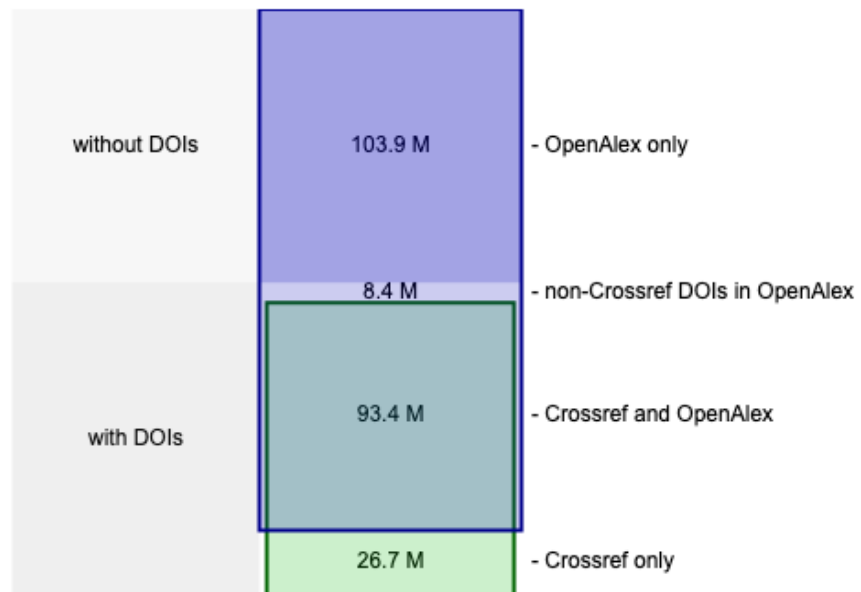 without DOIs
103.9 M
- OpenAlex only
8.4 M
- non-Crossref DOIs in OpenAlex
with DOIs
93.4 M
- Crossref and OpenAlex
26.7 M
- Crossref only